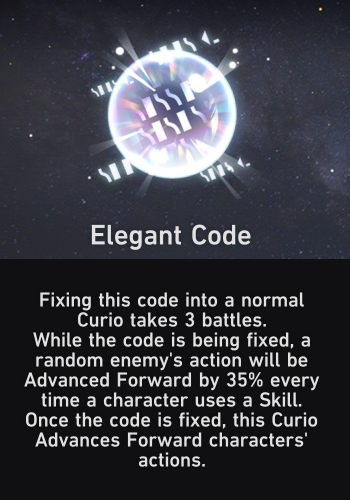 Elegant Code
Fixing this code into a normal
Curio takes 3 battles.
While the code is being fixed, a
random enemy's action will be
Advanced Forward by 35% every
time a character uses a Skill.
Once the code is fixed, this Curio
Advances Forward characters'
actions.